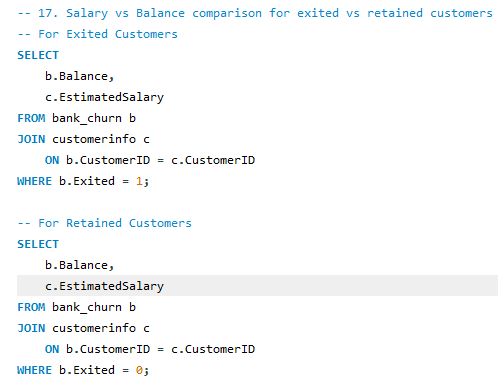 -- 17. Salary vs Balance comparison for exited vs retained customers
-- For Exited Customers
SELECT
    b.Balance,
    c.EstimatedSalary
FROM bank_churn b
JOIN customerinfo c
    ON b.CustomerID = c.CustomerID
WHERE b.Exited = 1;

-- For Retained Customers
SELECT
    b.Balance,
    c.EstimatedSalary
FROM bank_churn b
JOIN customerinfo c
    ON b.CustomerID = c.CustomerID
WHERE b.Exited = 0;